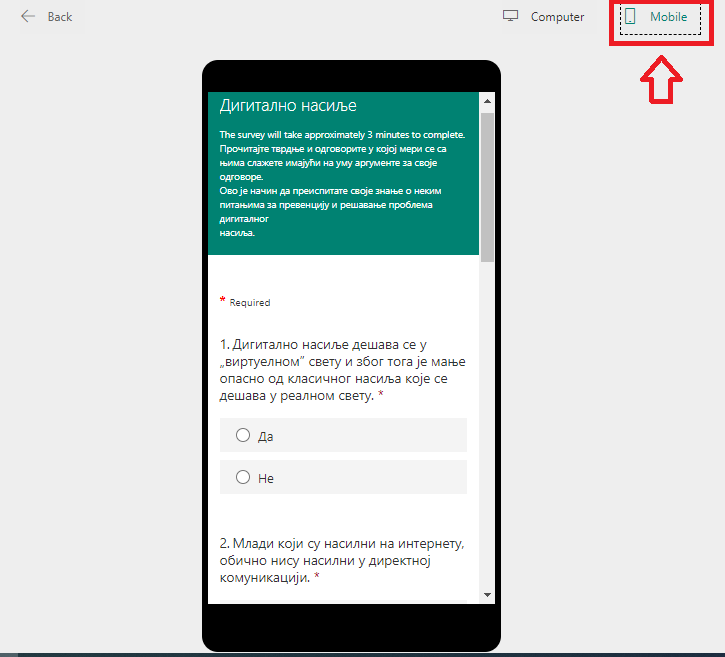 Back
Computer
Mobile
Дигитално насиље
The survey will take approximately 3 minutes to complete.
Прочитајте тврдње и одговорите у којој мери се са
њима слажете имајући на уму аргументе за своје
одговоре.
Ово је начин да преиспитате своје знање о неким
питањима за превенцију и решавање проблема
дигиталног
насиља.
* Required
1. Дигитално насиље дешава се у
„виртуелном” свету и због тога је мање
опасно од класичног насиља које се
дешава у реалном свету. *
Да
Не
2. Млади који су насилни на интернету,
обично нису насилни у директној
комуникацији. *